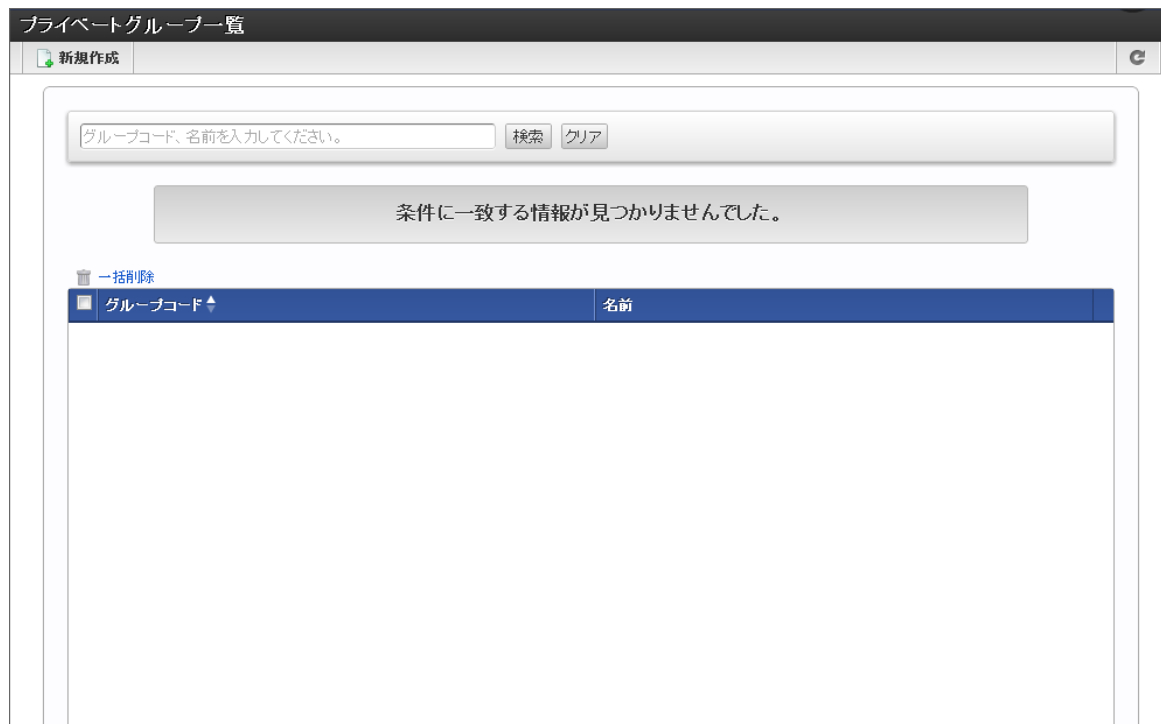 プライベートグループ一覧
新規作成
グループコード、名前を入力してください。 検索 クリア
条件に一致する情報が見つかりませんでした。
一括削除
グループコード 名前